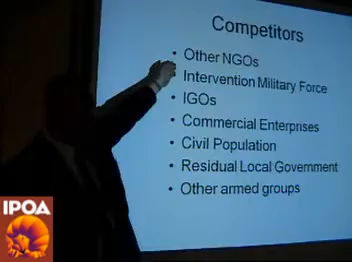 Competitors
• Other NGOs
• Intervention Military Force
• IGOs
• Commercial Enterprises
• Civil Population
• Residual Local Government
• Other armed groups
IPOA